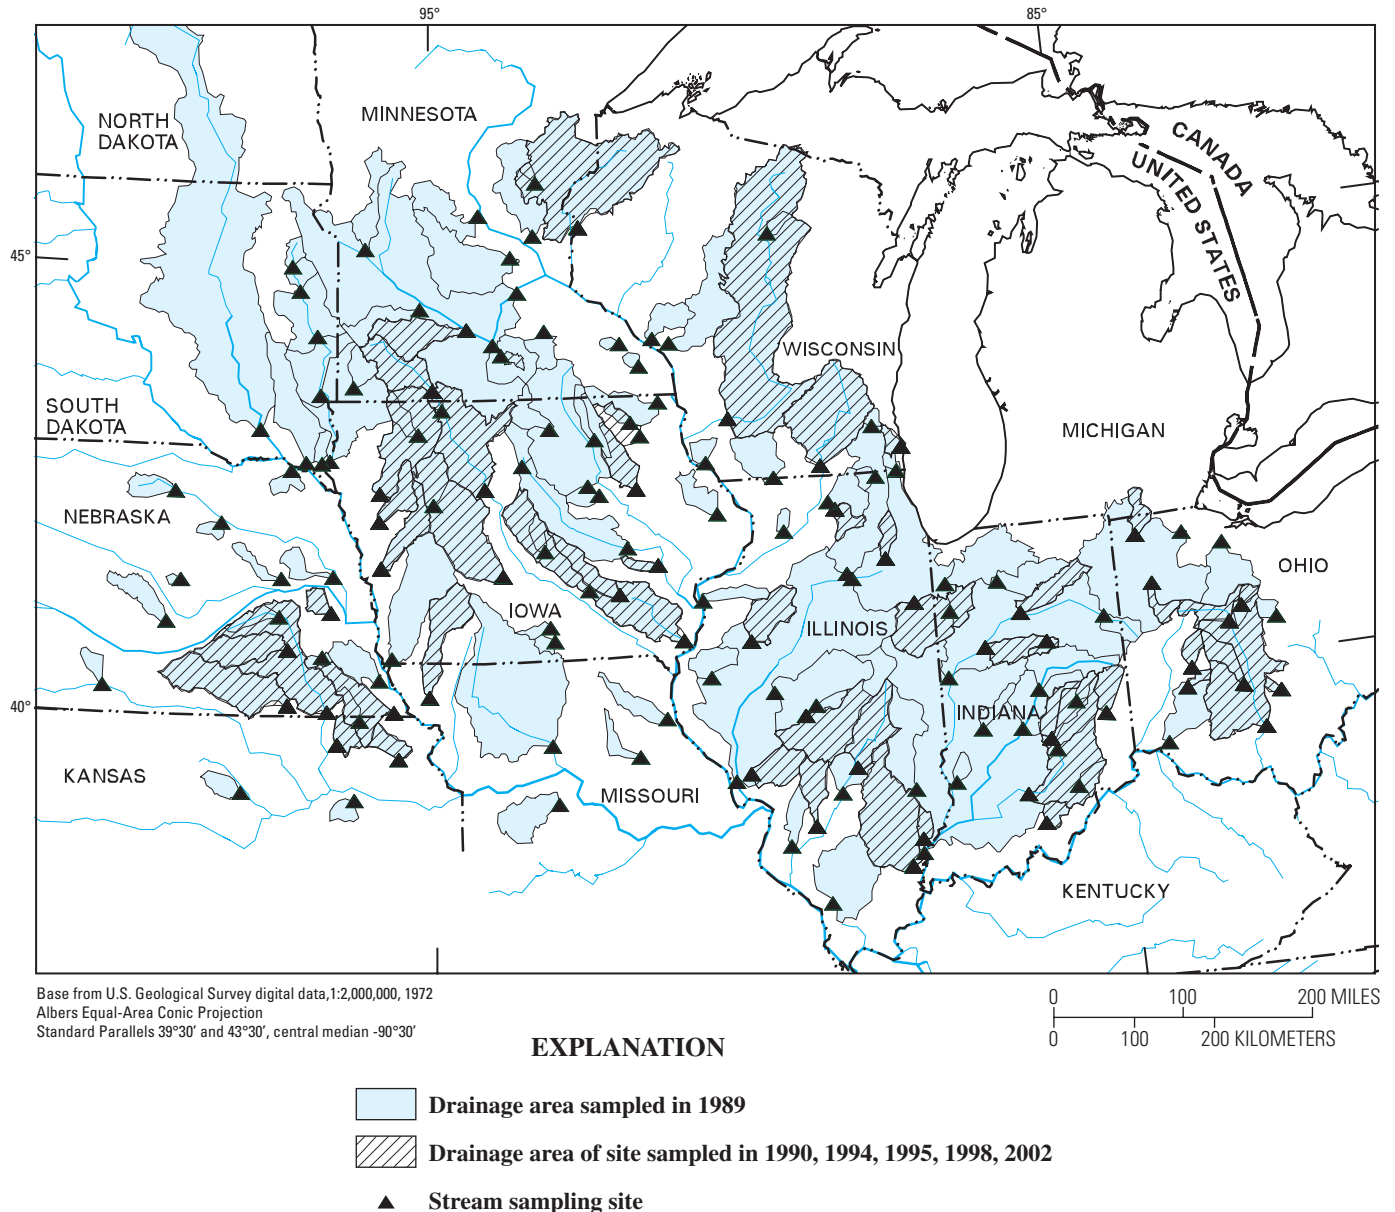 95°
85°
NORTH
DAKOTA
MINNESOTA
CANADA
UNITED STATES
45°
WISCONSIN
SOUTH
DAKOTA
MICHIGAN
NEBRASKA
OHIO
IOWA
ILLINOIS
40°
INDIANA
KANSAS
MISSOURI
KENTUCKY
Base from U.S. Geological Survey digital data,1:2,000,000, 1972
Albers Equal-Area Conic Projection
Standard Parallels 39°30′ and 43°30′, central median -90°30′
0 100 200 MILES
0 100 200 KILOMETERS
EXPLANATION
Drainage area sampled in 1989
Drainage area of site sampled in 1990, 1994, 1995, 1998, 2002
Stream sampling site